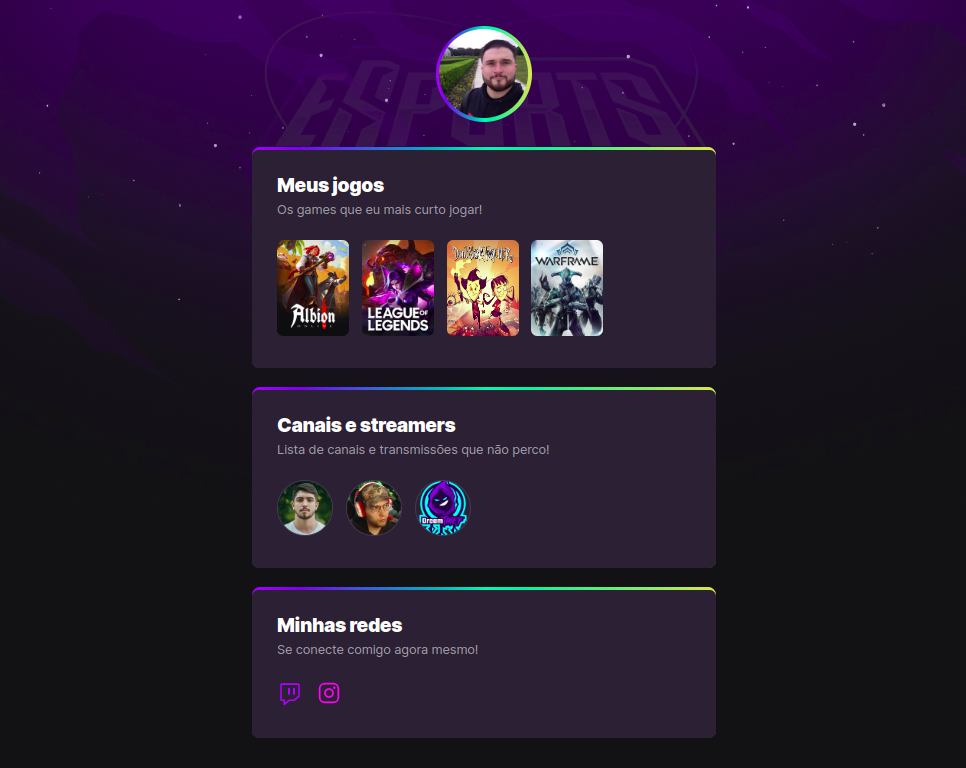 ESPORTS
Meus jogos
Os games que eu mais curto jogar!
Albion
ONLINE
LEAGUE OF
LEGENDS
Don't Starve Together
WARFRAME
Canais e streamers
Lista de canais e transmissões que não perco!
Dream
Minhas redes
Se conecte comigo agora mesmo!